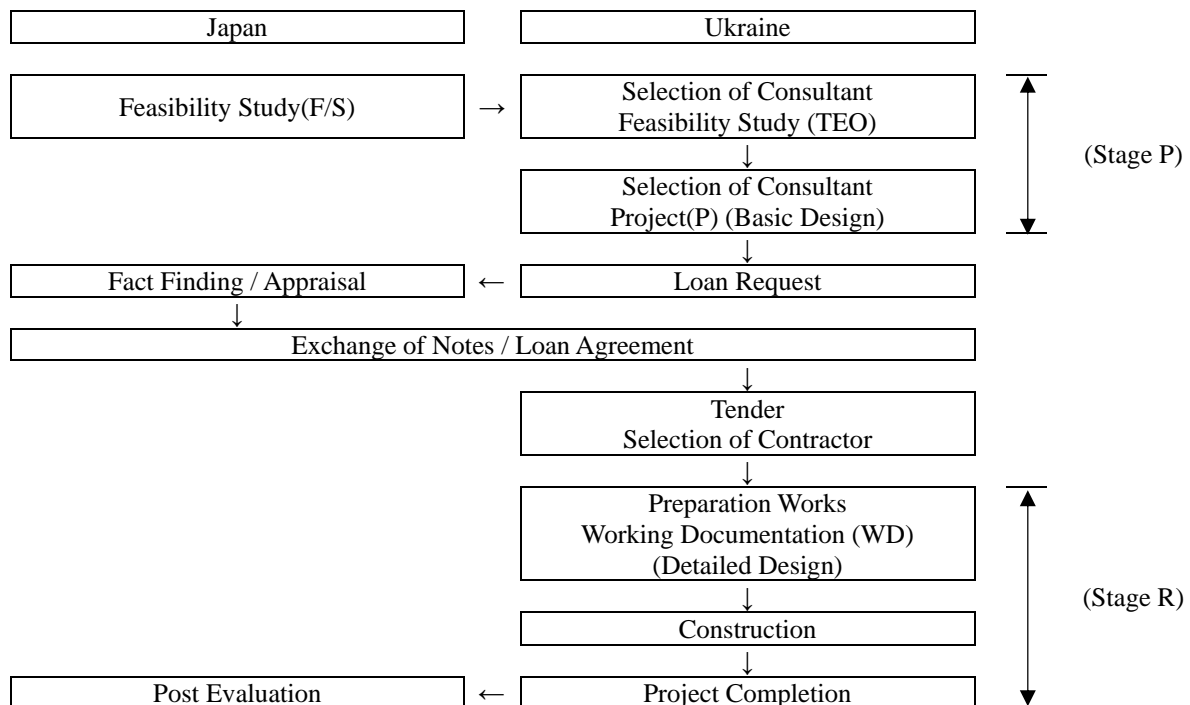 Japan
Ukraine
Feasibility Study(F/S)
→
Selection of Consultant
Feasibility Study (TEO)
(Stage P)
↓
Selection of Consultant
Project(P) (Basic Design)
↓
Fact Finding / Appraisal
←
Loan Request
↓
Exchange of Notes / Loan Agreement
↓
Tender
Selection of Contractor
↓
Preparation Works
Working Documentation (WD)
(Detailed Design)
(Stage R)
↓
Construction
↓
Post Evaluation
←
Project Completion